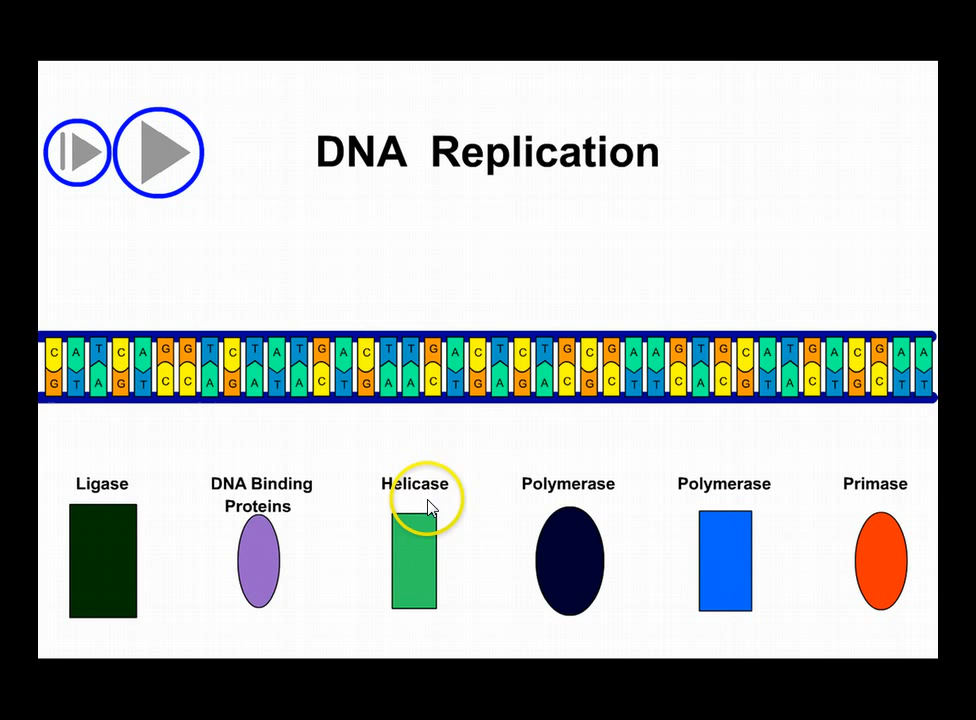 DNA Replication
C A T C A G G T C T A T G A C T T G A C T C T G C G A A G T G C A T G A C G A A
G T A G T C C A G A T A C T G A A C T G A G A C G C T T C A C G T A C T G C T T
Ligase
DNA Binding
Proteins
Helicase
Polymerase
Polymerase
Primase